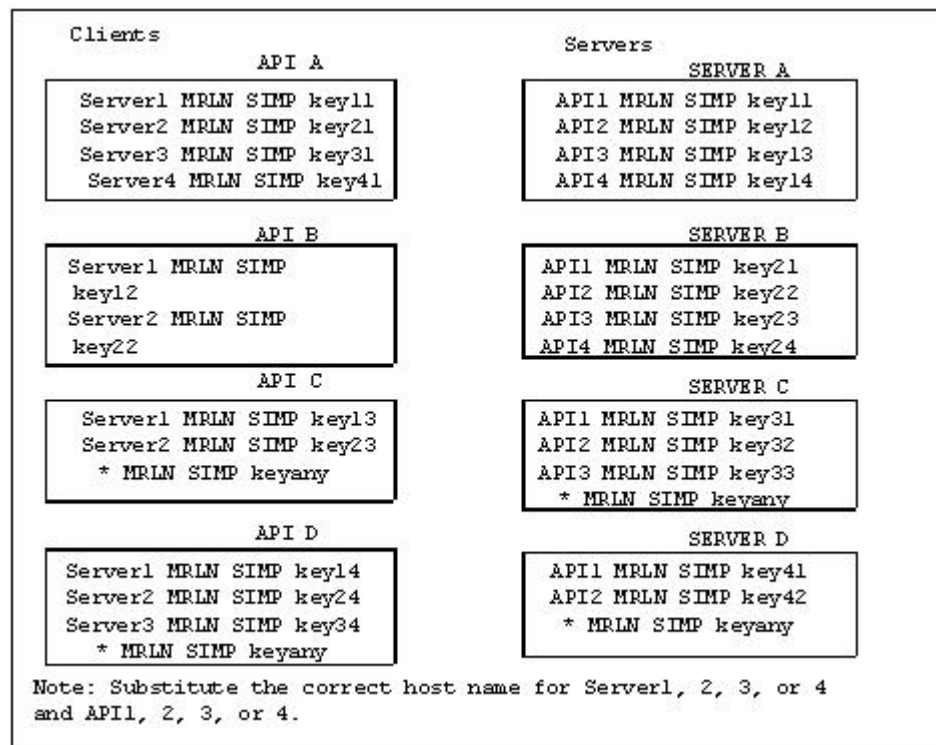 Clients
API A
Server1 MRLN SIMP key11
Server2 MRLN SIMP key21
Server3 MRLN SIMP key31
Server4 MRLN SIMP key41
API B
Server1 MRLN SIMP
key12
Server2 MRLN SIMP
key22
API C
Server1 MRLN SIMP key13
Server2 MRLN SIMP key23
* MRLN SIMP keyany
API D
Server1 MRLN SIMP key14
Server2 MRLN SIMP key24
Server3 MRLN SIMP key34
* MRLN SIMP keyany
Servers
SERVER A
API1 MRLN SIMP key11
API2 MRLN SIMP key12
API3 MRLN SIMP key13
API4 MRLN SIMP key14
SERVER B
API1 MRLN SIMP key21
API2 MRLN SIMP key22
API3 MRLN SIMP key23
API4 MRLN SIMP key24
SERVER C
API1 MRLN SIMP key31
API2 MRLN SIMP key32
API3 MRLN SIMP key33
* MRLN SIMP keyany
SERVER D
API1 MRLN SIMP key41
API2 MRLN SIMP key42
* MRLN SIMP keyany
Note: Substitute the correct host name for Server1, 2, 3, or 4
and API1, 2, 3, or 4.